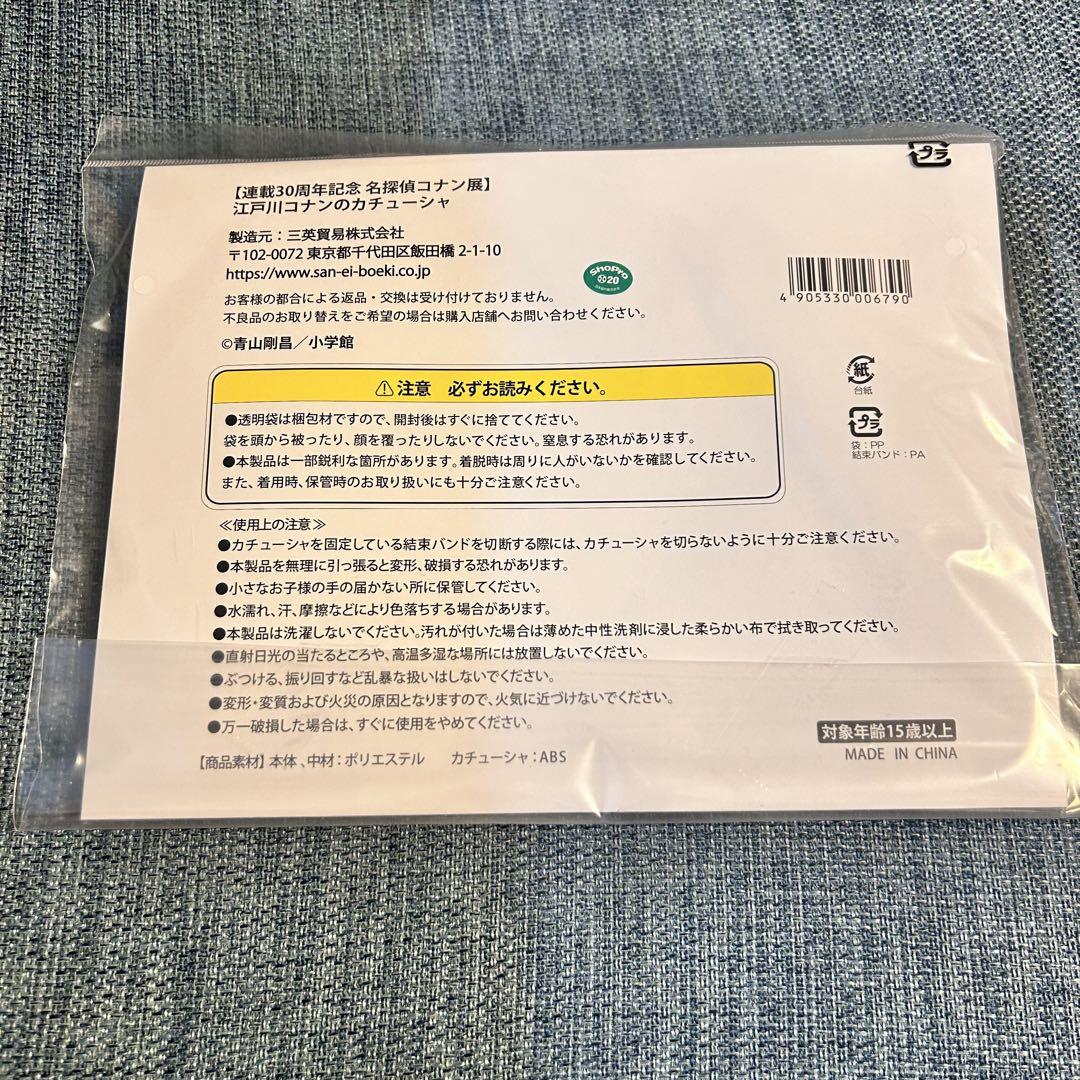 プラ
【連載30周年記念 名探偵コナン展】
江戸川コナンのカチューシャ
製造元：三英貿易株式会社
〒102-0072 東京都千代田区飯田橋 2-1-10
https://www.san-ei-boeki.co.jp
ShoPro
20
お客様の都合による返品・交換は受け付けておりません。
不良品のお取り替えをご希望の場合は購入店舗へお問い合わせください。
©青山剛昌／小学館
4 905330 006790
紙
台紙
プラ
袋：PP
結束バンド：PA
⚠注意　必ずお読みください。
●透明袋は梱包材ですので、開封後はすぐに捨ててください。
袋を頭から被ったり、顔を覆ったりしないでください。窒息する恐れがあります。
●本製品は一部鋭利な箇所があります。着脱時は周りに人がいないかを確認してください。
また、着用時、保管時のお取り扱いにも十分ご注意ください。
≪使用上の注意≫
●カチューシャを固定している結束バンドを切断する際には、カチューシャを切らないように十分ご注意ください。
●本製品を無理に引っ張ると変形、破損する恐れがあります。
●小さなお子様の手の届かない所に保管してください。
●水濡れ、汗、摩擦などにより色落ちする場合があります。
●本製品は洗濯しないでください。汚れが付いた場合は薄めた中性洗剤に浸した柔らかい布で拭き取ってください。
●直射日光の当たるところや、高温多湿な場所には放置しないでください。
●ぶつける、振り回すなど乱暴な扱いはしないでください。
●変形・変質および火災の原因となりますので、火気に近づけないでください。
●万一破損した場合は、すぐに使用をやめてください。
【商品素材】本体、中材：ポリエステル　カチューシャ：ABS
対象年齢15歳以上
MADE IN CHINA